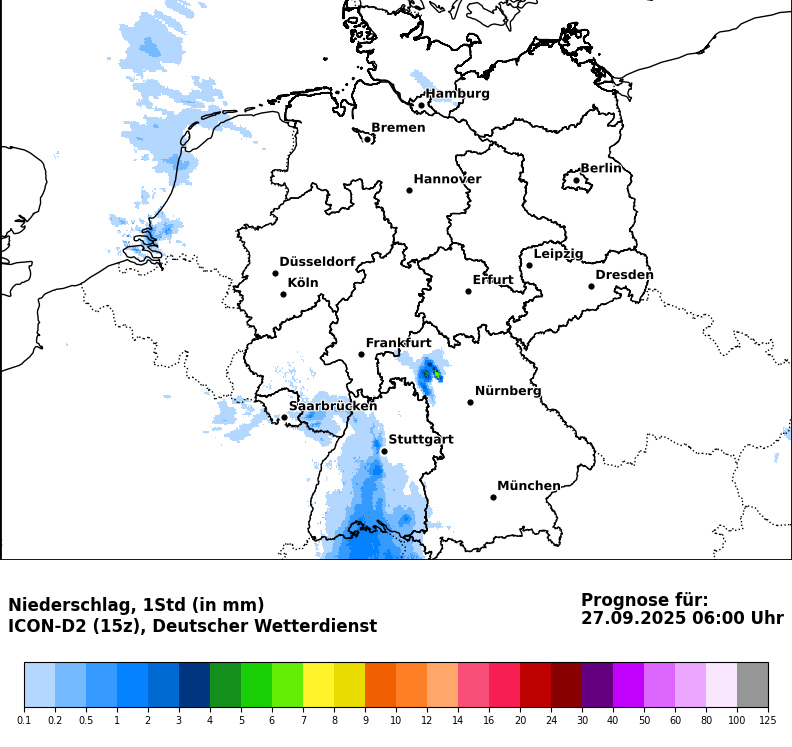 Hamburg
Bremen
Berlin
Hannover
Leipzig
Düsseldorf
Dresden
Köln
Erfurt
Frankfurt
Nürnberg
Saarbrücken
Stuttgart
München
Niederschlag, 1Std (in mm)
ICON-D2 (15z), Deutscher Wetterdienst
Prognose für:
27.09.2025 06:00 Uhr
0.1 0.2 0.5 1 2 3 4 5 6 7 8 9 10 12 14 16 20 24 30 40 50 60 80 100 125